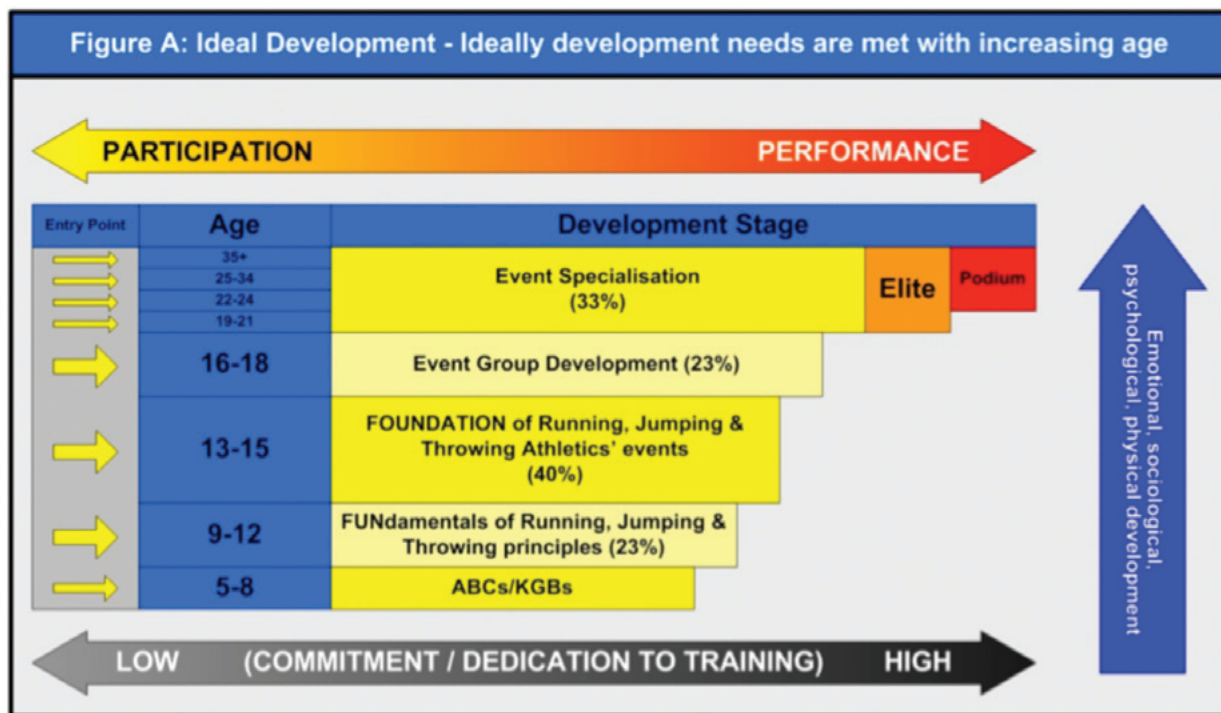 Figure A: Ideal Development - Ideally development needs are met with increasing age
PARTICIPATION
PERFORMANCE
Entry Point
Age
Development Stage
35+
25-34
22-24
19-21
Event Specialisation
(33%)
Elite
Podium
16-18
Event Group Development (23%)
13-15
FOUNDATION of Running, Jumping &
Throwing Athletics' events
(40%)
9-12
FUNdamentals of Running, Jumping &
Throwing principles (23%)
5-8
ABCs/KGBs
LOW (COMMITMENT / DEDICATION TO TRAINING) HIGH
Emotional, sociological,
psychological, physical development